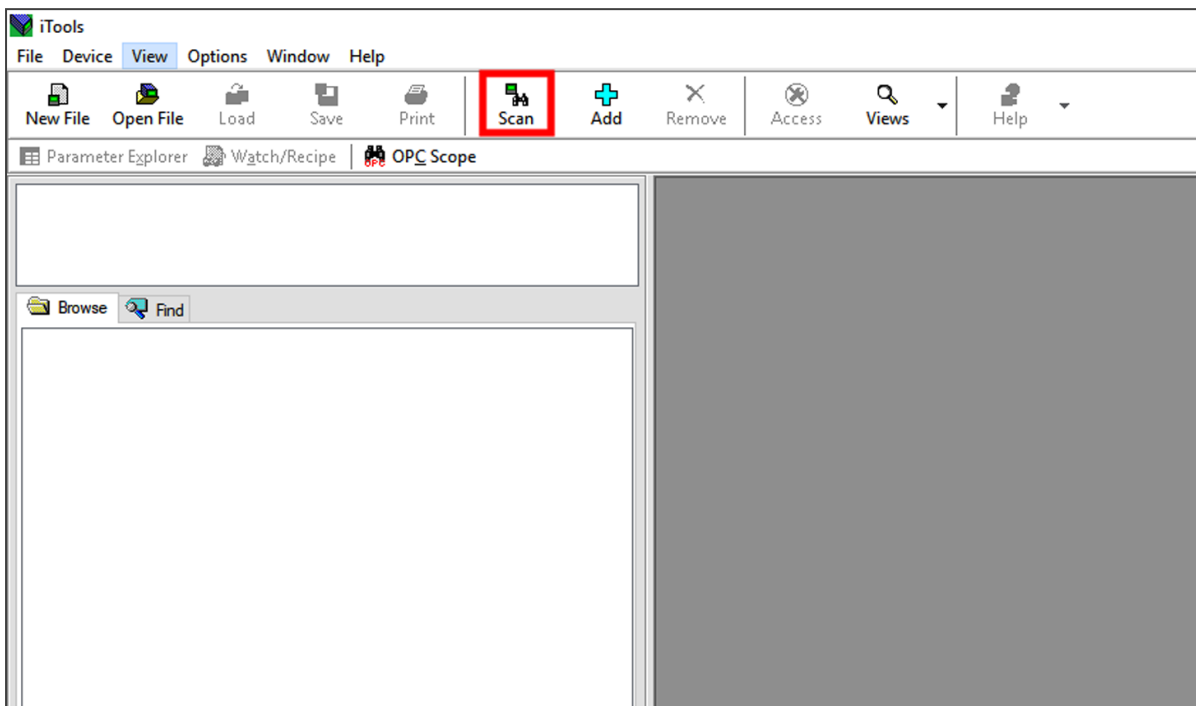 iTools
File Device View Options Window Help
New File Open File Load Save Print Scan Add Remove Access Views Help
Parameter Explorer Watch/Recipe OPC OPC Scope
Browse Find